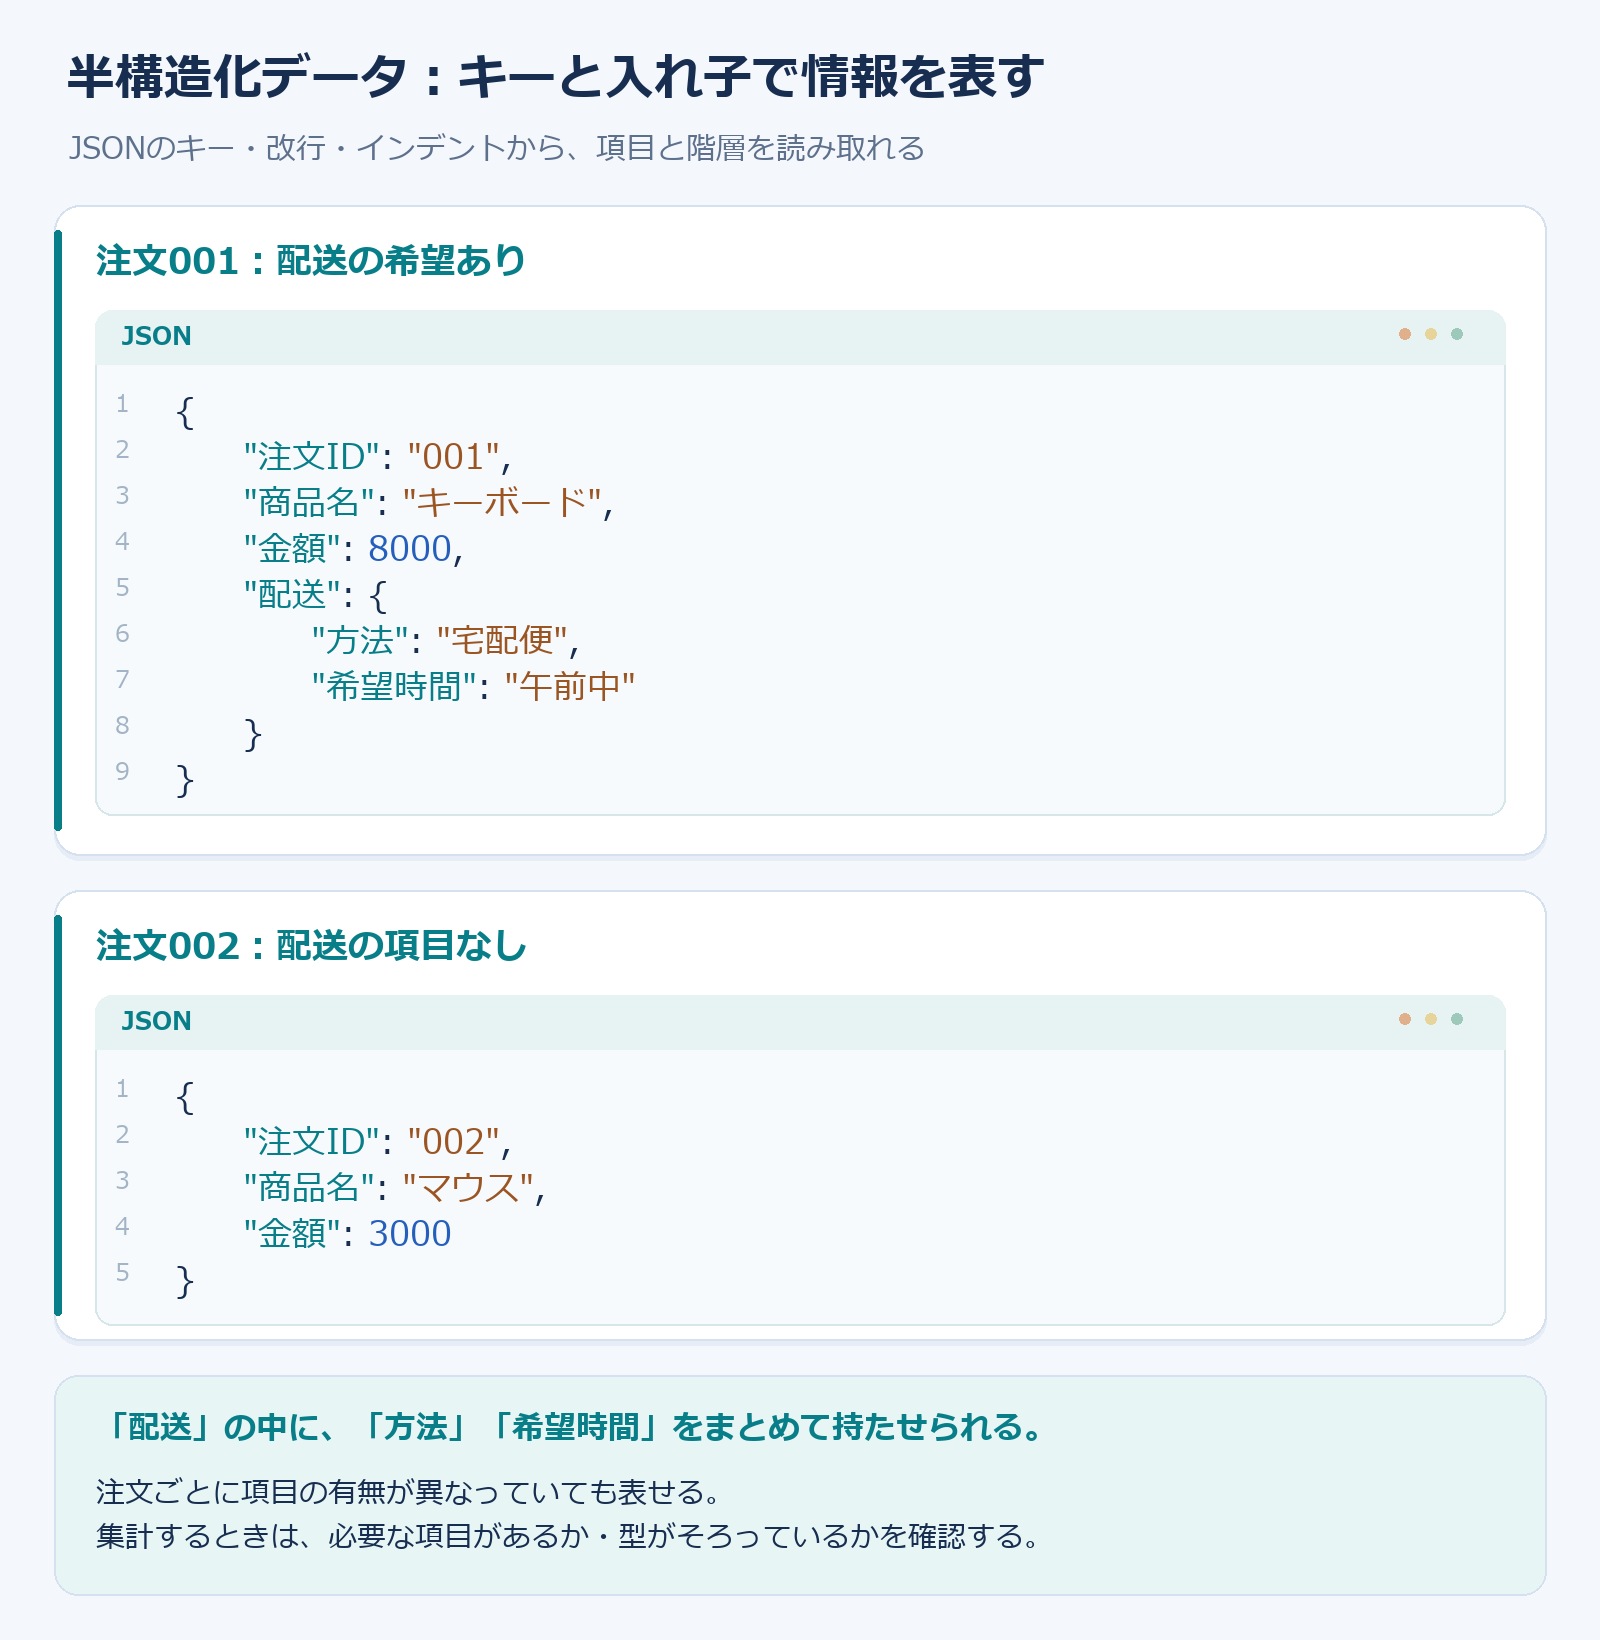 半構造化データ：キーと入れ子で情報を表す
JSONのキー・改行・インデントから、項目と階層を読み取れる
注文001：配送の希望あり
JSON
1 {
2     "注文ID": "001",
3     "商品名": "キーボード",
4     "金額": 8000,
5     "配送": {
6         "方法": "宅配便",
7         "希望時間": "午前中"
8     }
9 }
注文002：配送の項目なし
JSON
1 {
2     "注文ID": "002",
3     "商品名": "マウス",
4     "金額": 3000
5 }
「配送」の中に、「方法」「希望時間」をまとめて持たせられる。
注文ごとに項目の有無が異なっていても表せる。
集計するときは、必要な項目があるか・型がそろっているかを確認する。